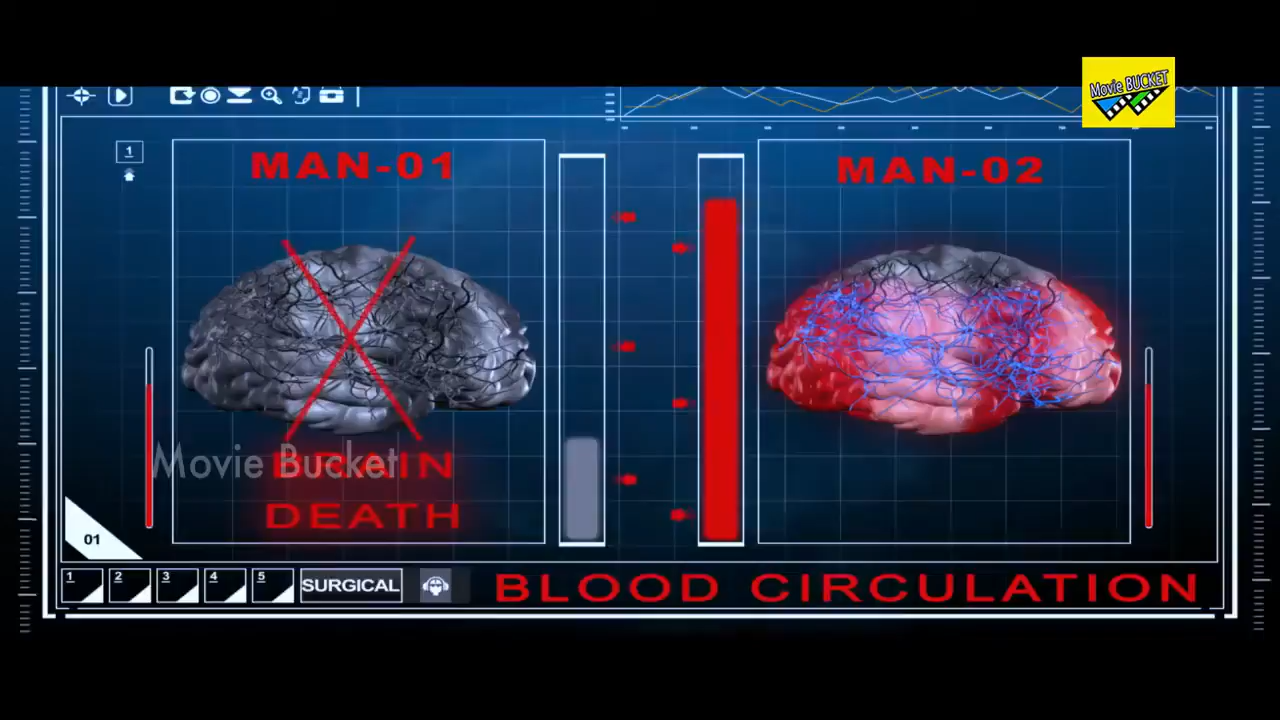 Movie BUCKET
1
MAN-01
MAN-02
Movie Bucket
BRAIN
DEATH
01
1 2 3 4 5 SURGICAL
BLOOD CIRCULATION